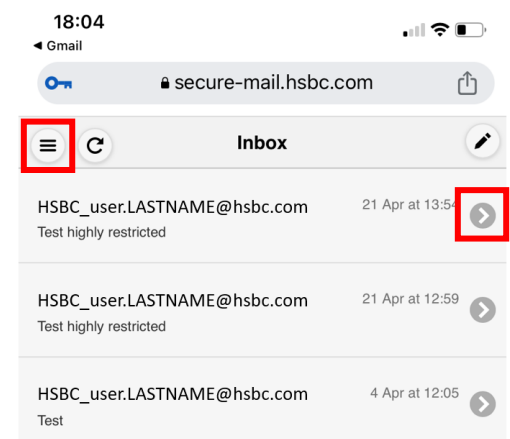 18:04
◄ Gmail
secure-mail.hsbc.com
Inbox
HSBC_user.LASTNAME@hsbc.com 21 Apr at 13:54
Test highly restricted
HSBC_user.LASTNAME@hsbc.com 21 Apr at 12:59
Test highly restricted
HSBC_user.LASTNAME@hsbc.com 4 Apr at 12:05
Test